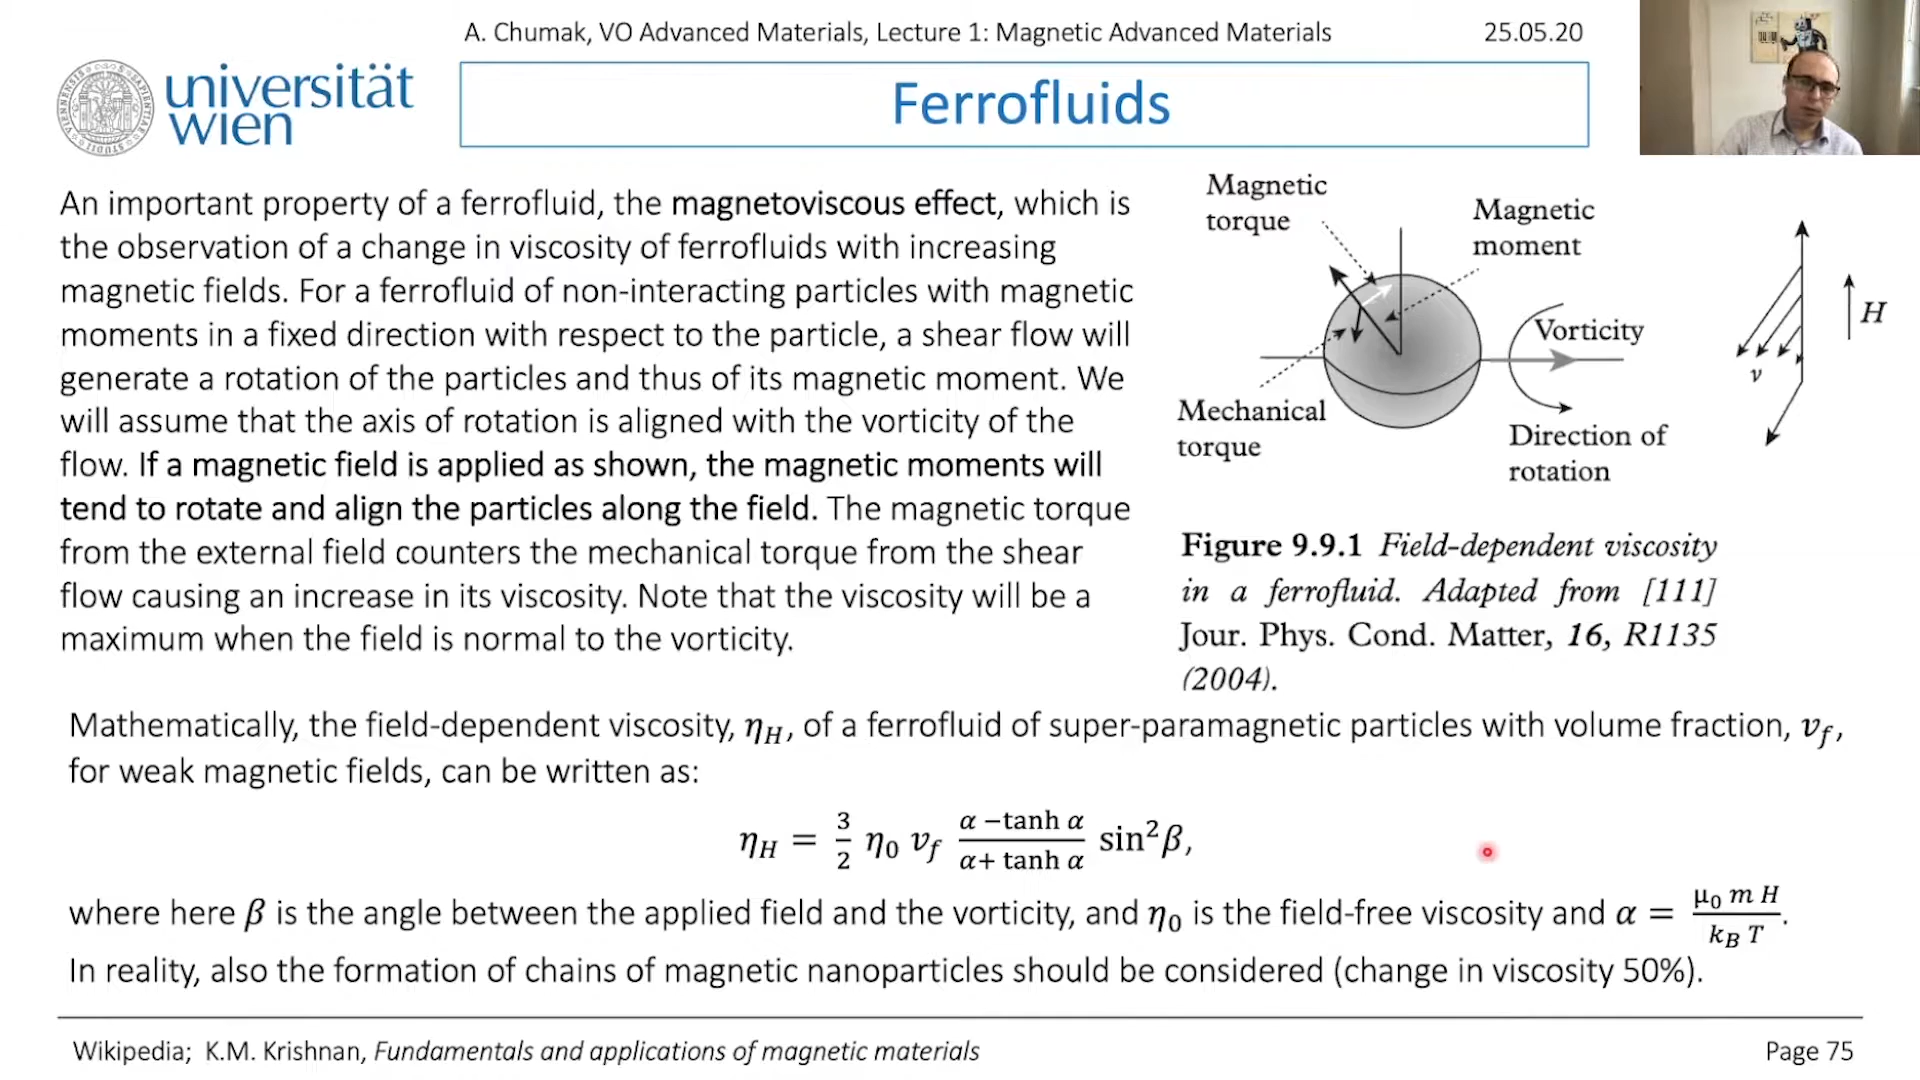 A. Chumak, VO Advanced Materials, Lecture 1: Magnetic Advanced Materials
25.05.20
universität
wien
Ferrofluids
An important property of a ferrofluid, the magnetoviscous effect, which is
the observation of a change in viscosity of ferrofluids with increasing
magnetic fields. For a ferrofluid of non-interacting particles with magnetic
moments in a fixed direction with respect to the particle, a shear flow will
generate a rotation of the particles and thus of its magnetic moment. We
will assume that the axis of rotation is aligned with the vorticity of the
flow. If a magnetic field is applied as shown, the magnetic moments will
tend to rotate and align the particles along the field. The magnetic torque
from the external field counters the mechanical torque from the shear
flow causing an increase in its viscosity. Note that the viscosity will be a
maximum when the field is normal to the vorticity.
Magnetic
torque
Magnetic
moment
H
Vorticity
v
Mechanical
torque
Direction of
rotation
Figure 9.9.1 Field-dependent viscosity
in a ferrofluid. Adapted from [111]
Jour. Phys. Cond. Matter, 16, R1135
(2004).
Mathematically, the field-dependent viscosity, η_H, of a ferrofluid of super-paramagnetic particles with volume fraction, v_f,
for weak magnetic fields, can be written as:
η_H = 3/2 η_0 v_f (α − tanh α)/(α + tanh α) sin²β,
where here β is the angle between the applied field and the vorticity, and η_0 is the field-free viscosity and α = (μ_0 m H)/(k_B T).
In reality, also the formation of chains of magnetic nanoparticles should be considered (change in viscosity 50%).
Wikipedia; K.M. Krishnan, Fundamentals and applications of magnetic materials
Page 75